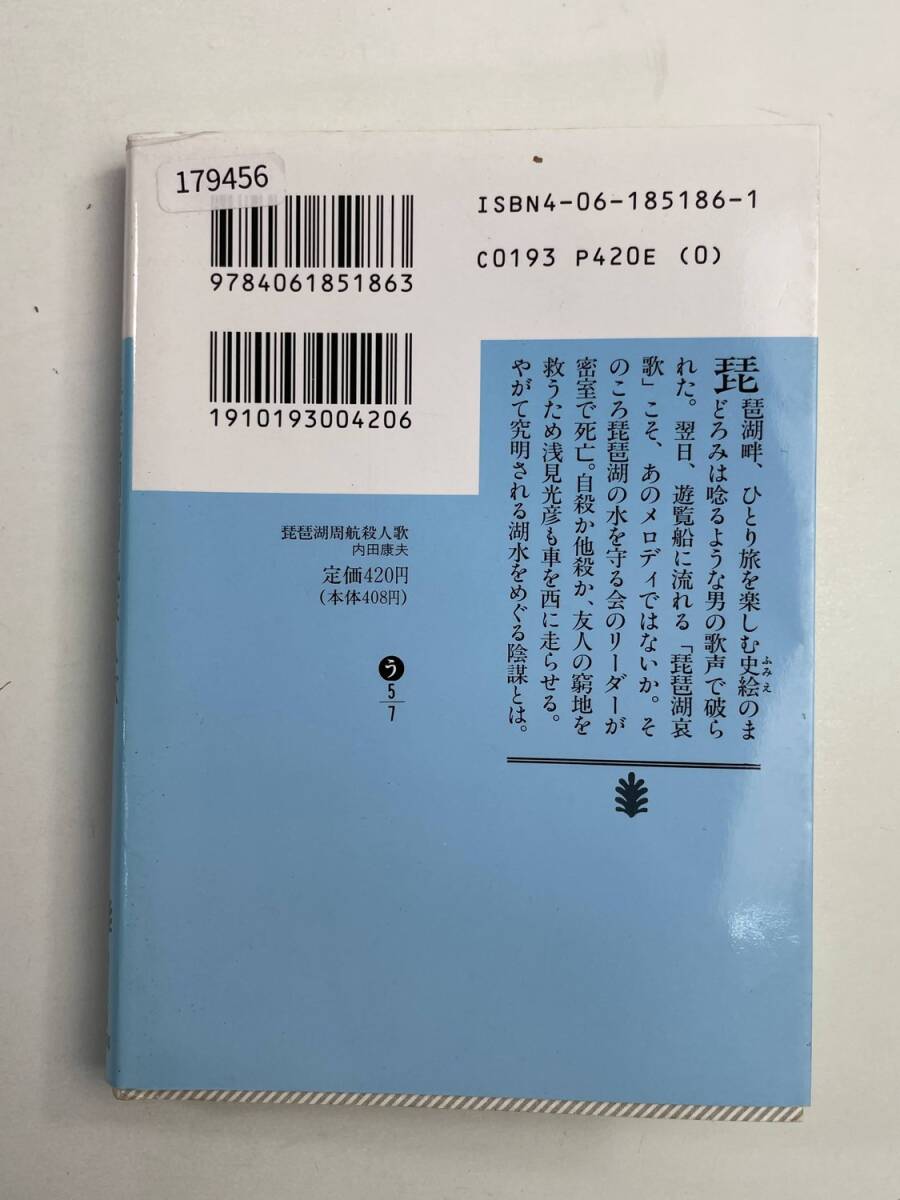 179456
ISBN4-06-185186-1
C0193 P420E (0)
9784061851863
1910193004206
琵琶湖畔、ひとり旅を楽しむ史絵のま
ふみえ
どろみは唸るような男の歌声で破ら
れた。翌日、遊覧船に流れる「琵琶湖哀
歌」こそ、あのメロディではないか。そ
のころ琵琶湖の水を守る会のリーダーが
密室で死亡。自殺か他殺か、友人の窮地を
救うため浅見光彦も車を西に走らせる。
やがて究明される湖水をめぐる陰謀とは。
琵琶湖周航殺人歌
内田康夫
定価420円
(本体408円)
う
5
7